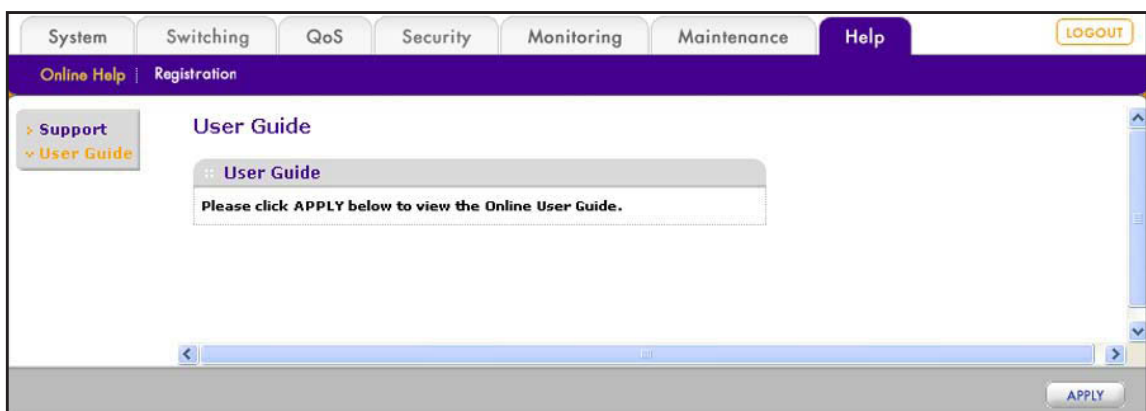 System Switching QoS Security Monitoring Maintenance Help LOGOUT
Online Help Registration
Support
User Guide
User Guide
User Guide
Please click APPLY below to view the Online User Guide.
APPLY